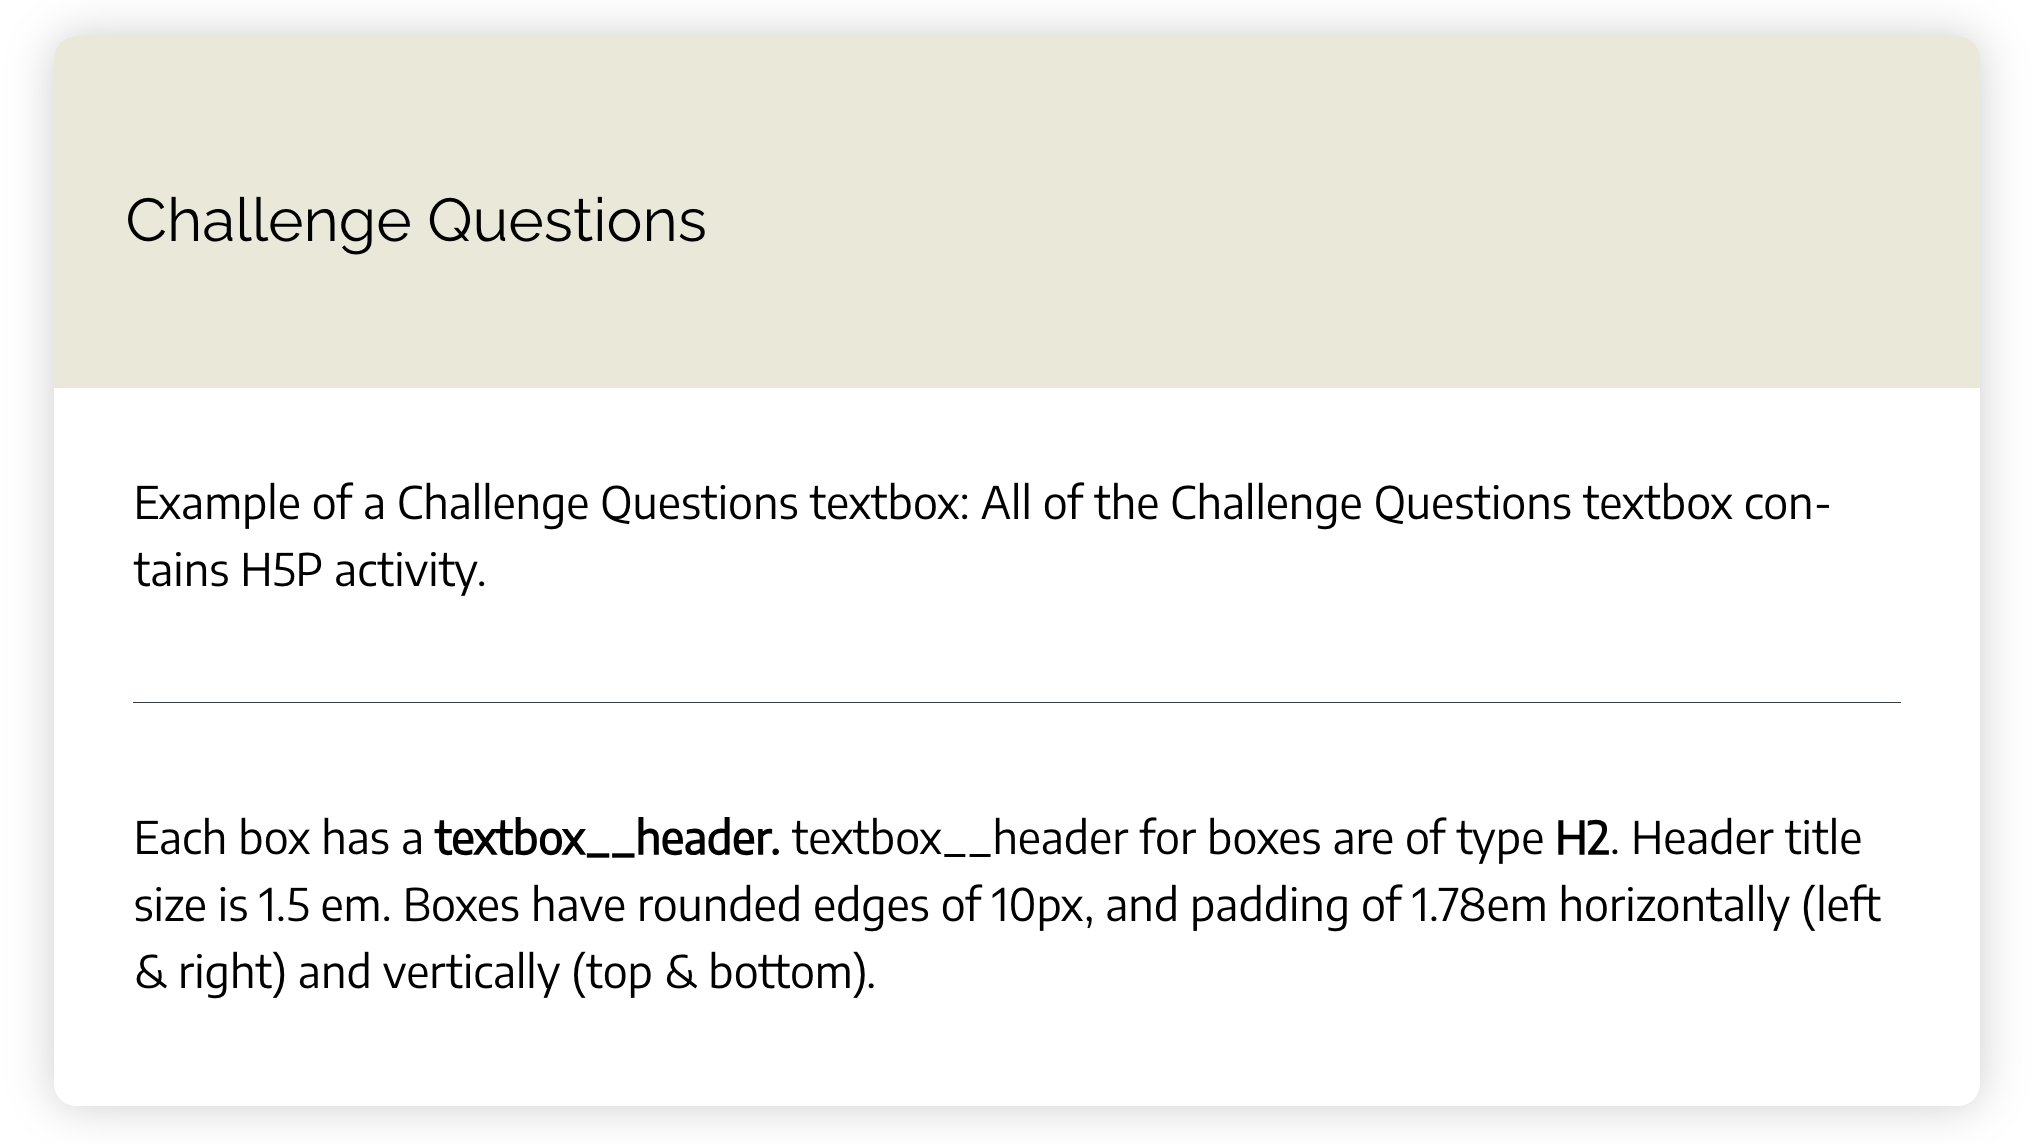 Challenge Questions
Example of a Challenge Questions textbox: All of the Challenge Questions textbox con-
tains H5P activity.
Each box has a textbox__header. textbox__header for boxes are of type H2. Header title
size is 1.5 em. Boxes have rounded edges of 10px, and padding of 1.78em horizontally (left
& right) and vertically (top & bottom).